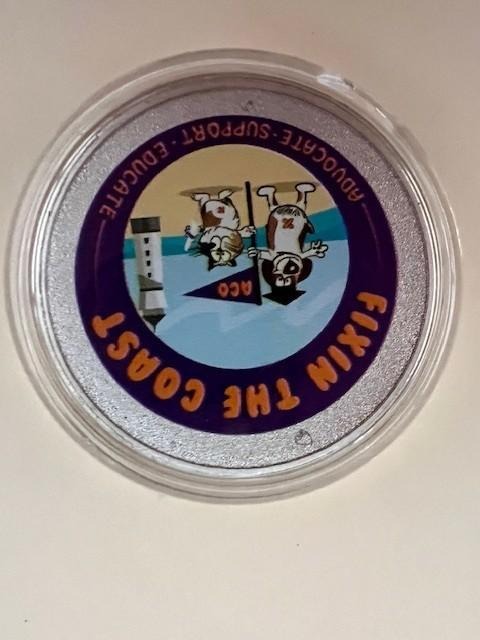 FIXIN THE COAST
ACO
ADVOCATE · SUPPORT · EDUCATE